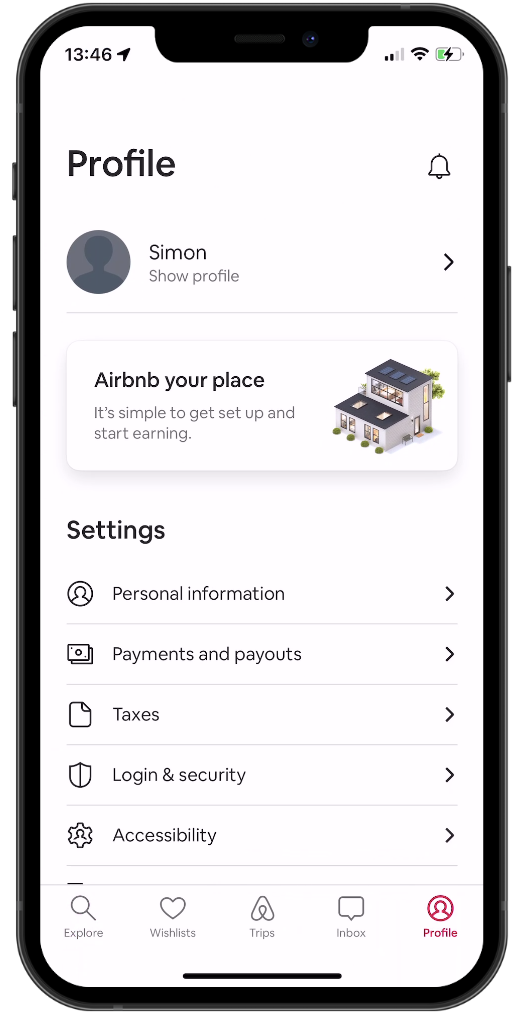 13:46
Profile
Simon
Show profile
Airbnb your place
It's simple to get set up and
start earning.
Settings
Personal information
Payments and payouts
Taxes
Login & security
Accessibility
Explore
Wishlists
Trips
Inbox
Profile